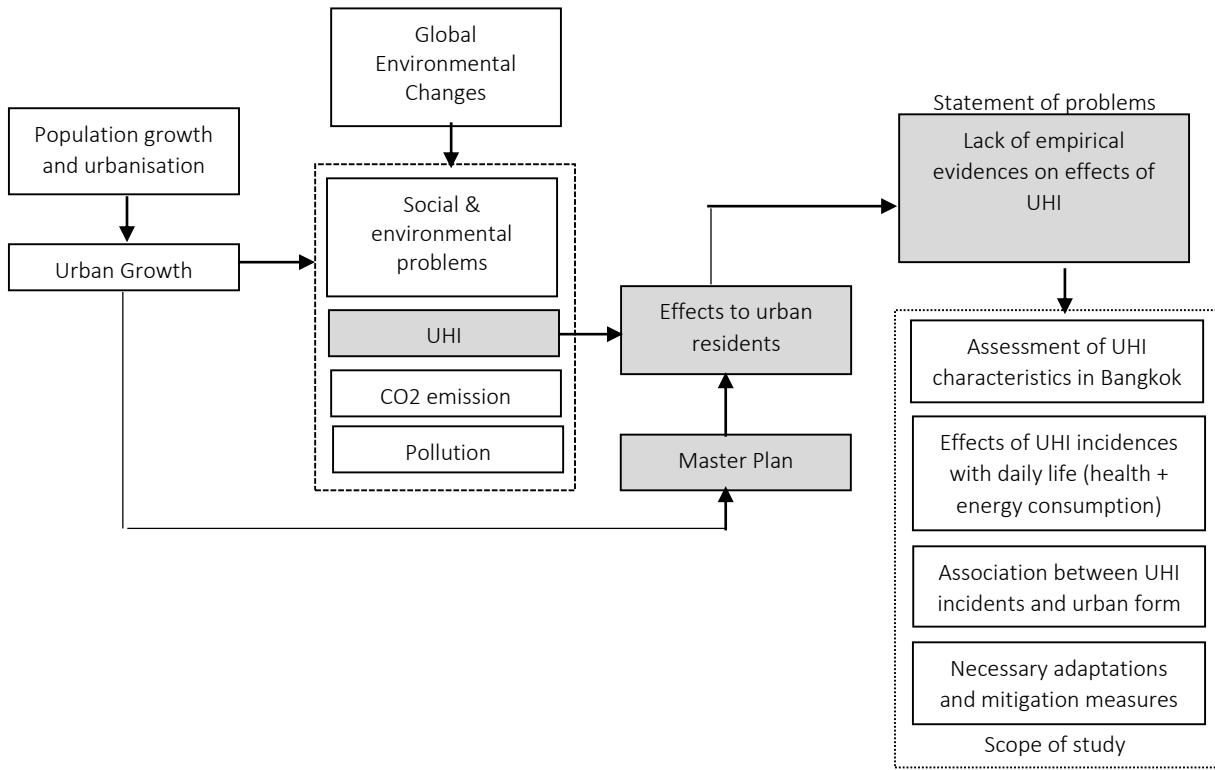 Global
Environmental
Changes
Population growth
and urbanisation
Urban Growth
Social &
environmental
problems
UHI
CO2 emission
Pollution
Effects to urban
residents
Master Plan
Statement of problems
Lack of empirical
evidences on effects of
UHI
Assessment of UHI
characteristics in Bangkok
Effects of UHI incidences
with daily life (health +
energy consumption)
Association between UHI
incidents and urban form
Necessary adaptations
and mitigation measures
Scope of study